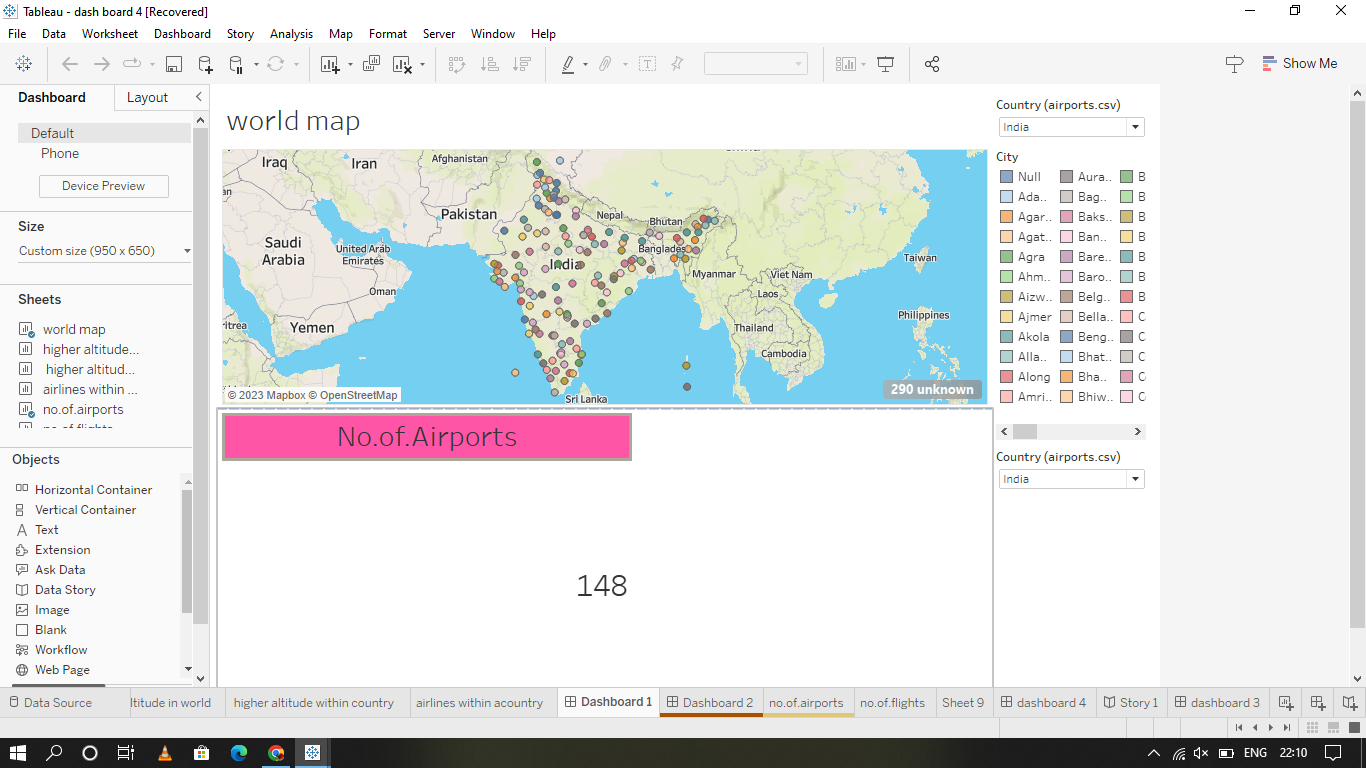 Tableau - dash board 4 [Recovered]
File Data Worksheet Dashboard Story Analysis Map Format Server Window Help
Show Me
Dashboard Layout
Default
Phone
Device Preview
Size
Custom size (950 x 650)
Sheets
world map
higher altitude...
higher altitud...
airlines within ...
no.of.airports
no.of.flights
Objects
Horizontal Container
Vertical Container
Text
Extension
Ask Data
Data Story
Image
Blank
Workflow
Web Page
world map
Iraq
Iran
Afghanistan
Pakistan
Nepal
Bhutan
Saudi
Arabia
United Arab
Emirates
India
Banglades
Taiwan
Myanmar
Viet Nam
Oman
Laos
Yemen
Philippines
Thailand
Cambodia
Sri Lanka
© 2023 Mapbox © OpenStreetMap
290 unknown
No.of.Airports
148
Country (airports.csv)
India
City
Null Aura.. B
Ada.. Bag.. B
Agar.. Baks.. B
Agat.. Ban.. B
Agra Bare.. B
Ahm.. Baro.. B
Aizw.. Belg.. B
Ajmer Bella.. C
Akola Beng.. C
Alla.. Bhat.. C
Along Bha.. C
Amri.. Bhiw.. C
Country (airports.csv)
India
Data Source ltitude in world higher altitude within country airlines within acountry Dashboard 1 Dashboard 2 no.of.airports no.of.flights Sheet 9 dashboard 4 Story 1 dashboard 3
ENG 22:10